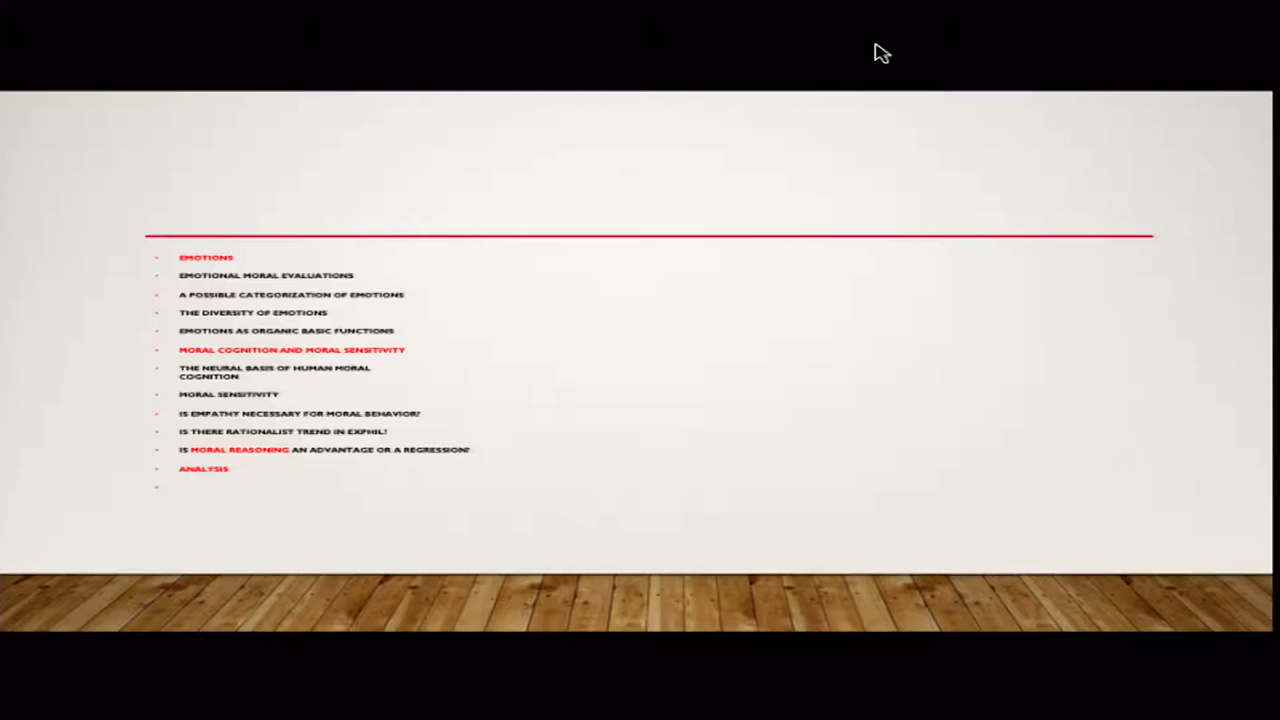 EMOTIONS
EMOTIONAL MORAL EVALUATIONS
A POSSIBLE CATEGORIZATION OF EMOTIONS
THE DIVERSITY OF EMOTIONS
EMOTIONS AS ORGANIC BASIC FUNCTIONS
MORAL COGNITION AND MORAL SENSITIVITY
THE NEURAL BASIS OF HUMAN MORAL
COGNITION
MORAL SENSITIVITY
IS EMPATHY NECESSARY FOR MORAL BEHAVIOR?
IS THERE RATIONALIST TREND IN EXPHIL?
IS MORAL REASONING AN ADVANTAGE OR A REGRESSION?
ANALYSIS